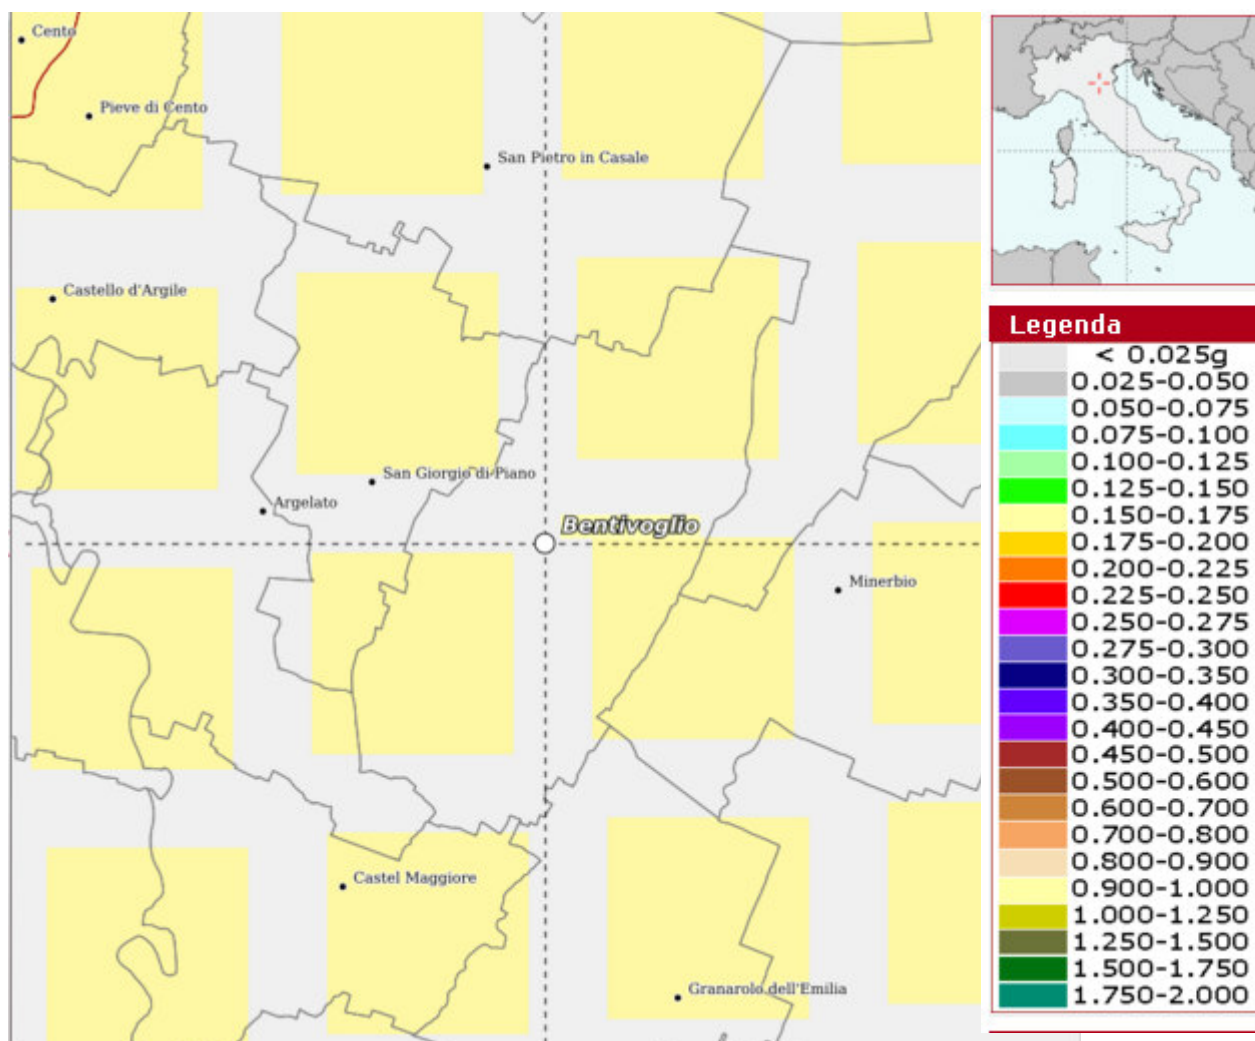 Cento
Pieve di Cento
San Pietro in Casale
Castello d'Argile
San Giorgio di Piano
Argelato
Bentivoglio
Minerbio
Castel Maggiore
Granarolo dell'Emilia
Legenda
< 0.025g
0.025-0.050
0.050-0.075
0.075-0.100
0.100-0.125
0.125-0.150
0.150-0.175
0.175-0.200
0.200-0.225
0.225-0.250
0.250-0.275
0.275-0.300
0.300-0.350
0.350-0.400
0.400-0.450
0.450-0.500
0.500-0.600
0.600-0.700
0.700-0.800
0.800-0.900
0.900-1.000
1.000-1.250
1.250-1.500
1.500-1.750
1.750-2.000